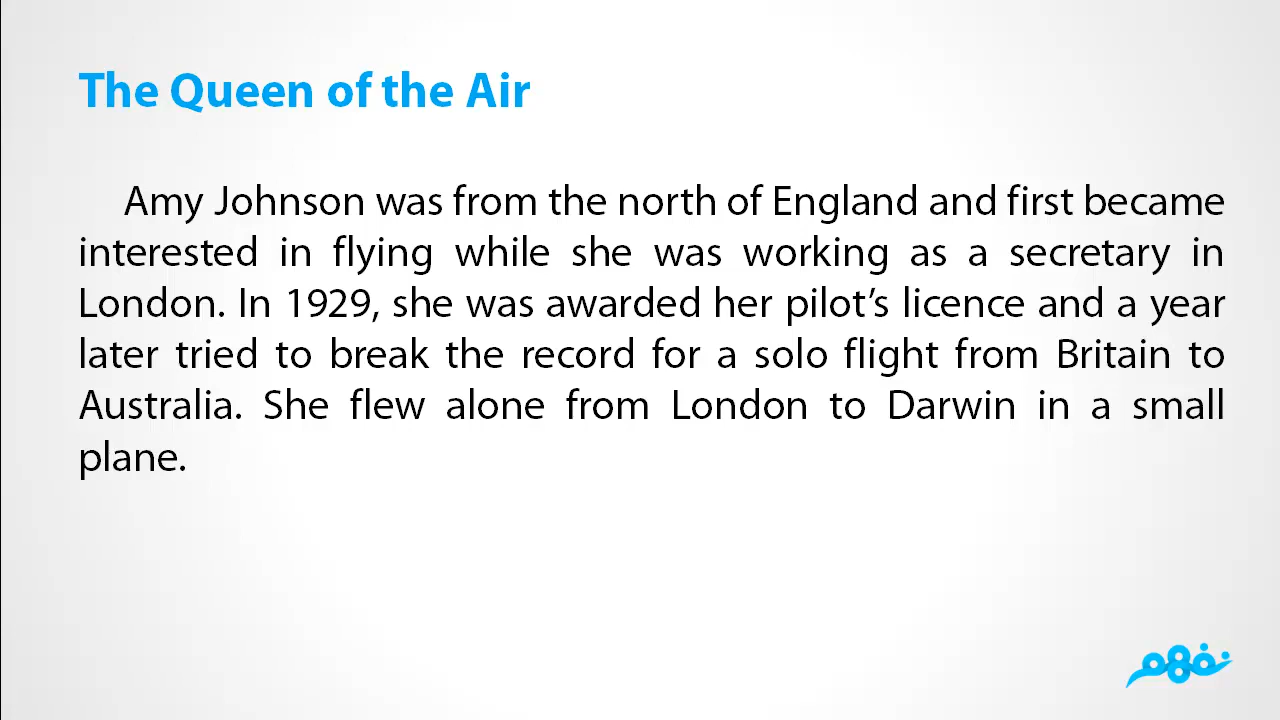 The Queen of the Air
Amy Johnson was from the north of England and first became
interested in flying while she was working as a secretary in
London. In 1929, she was awarded her pilot’s licence and a year
later tried to break the record for a solo flight from Britain to
Australia. She flew alone from London to Darwin in a small
plane.
نفهم